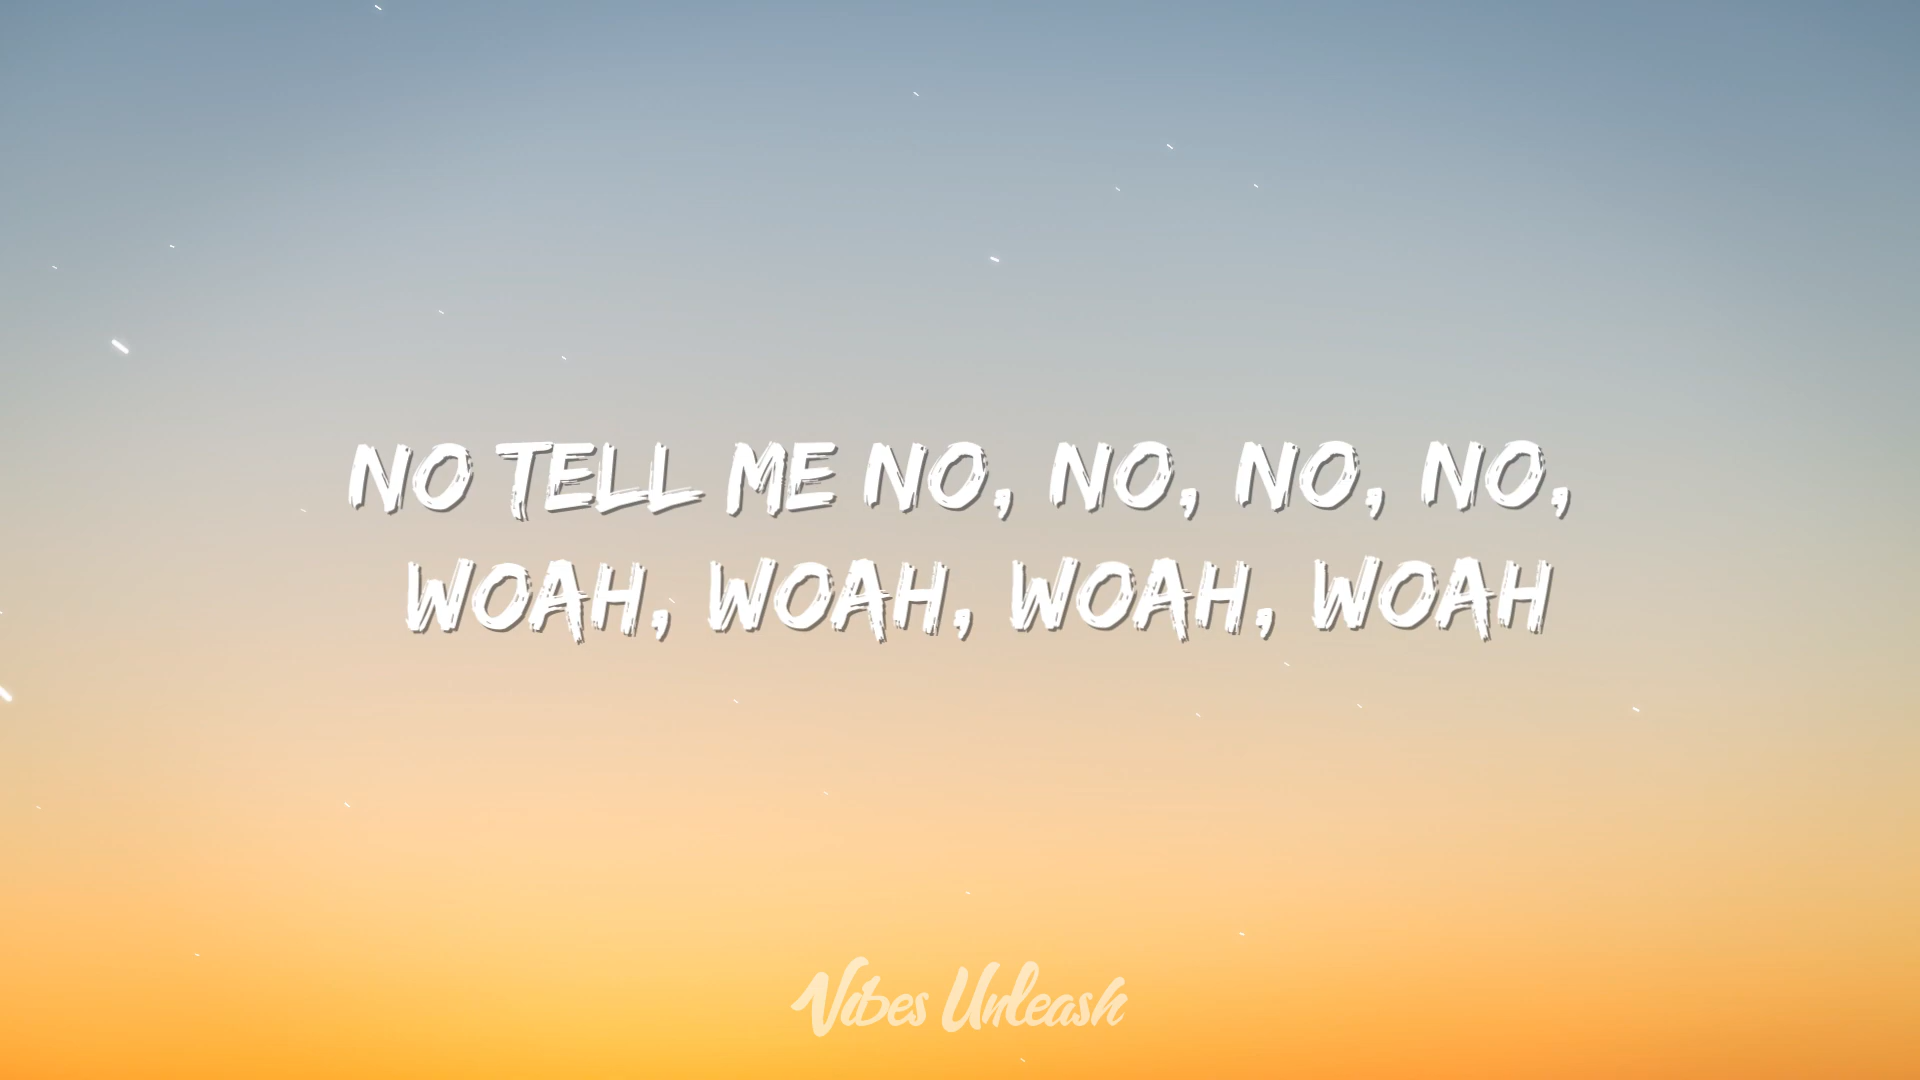 NO TELL ME NO, NO, NO, NO,
WOAH, WOAH, WOAH, WOAH
Vibes Unleash